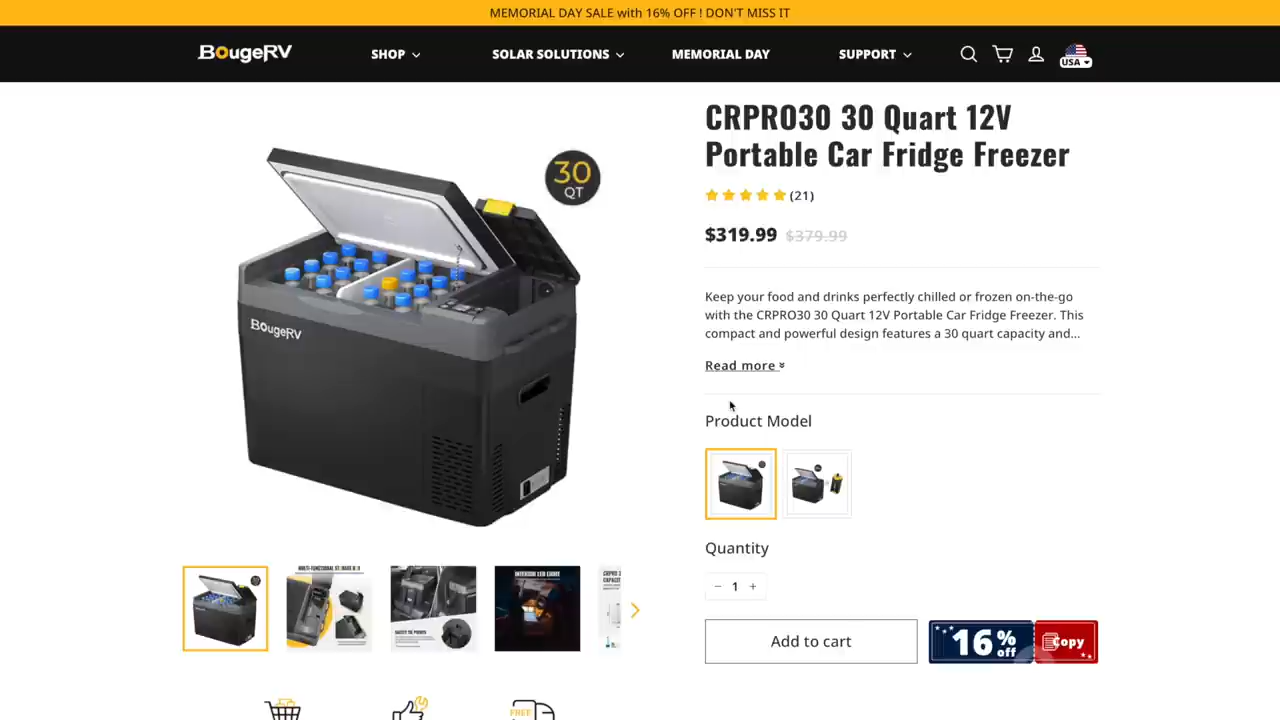 MEMORIAL DAY SALE with 16% OFF ! DON'T MISS IT
BougeRV
SHOP
SOLAR SOLUTIONS
MEMORIAL DAY
SUPPORT
USA
CRPRO30 30 Quart 12V
Portable Car Fridge Freezer
(21)
$319.99 $379.99
Keep your food and drinks perfectly chilled or frozen on-the-go
with the CRPRO30 30 Quart 12V Portable Car Fridge Freezer. This
compact and powerful design features a 30 quart capacity and...
Read more
Product Model
Quantity
− 1 +
Add to cart
16% off
Copy
30
QT
BougeRV
INTERIOR LED LIGHT
FREE